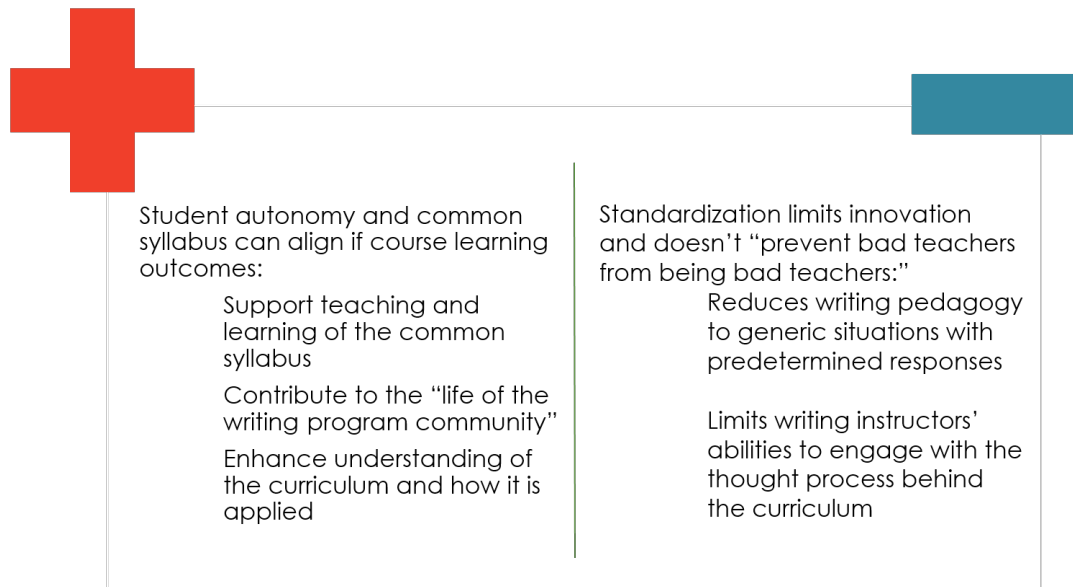 Student autonomy and common
syllabus can align if course learning
outcomes:
Support teaching and
learning of the common
syllabus
Contribute to the “life of the
writing program community”
Enhance understanding of
the curriculum and how it is
applied
Standardization limits innovation
and doesn’t “prevent bad teachers
from being bad teachers:”
Reduces writing pedagogy
to generic situations with
predetermined responses
Limits writing instructors’
abilities to engage with the
thought process behind
the curriculum